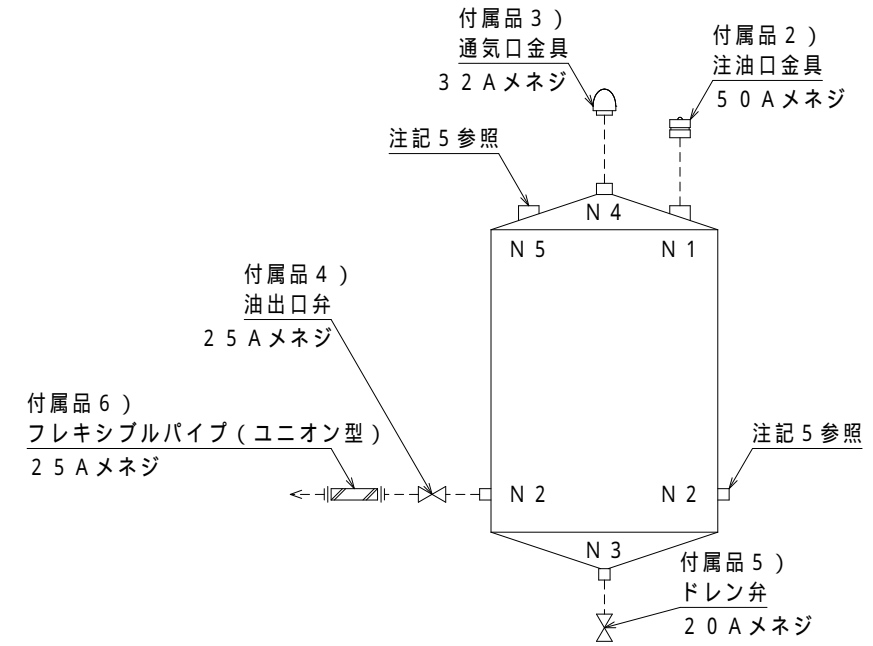 付属品3)
通気口金具
32Aメネジ
付属品2)
注油口金具
50Aメネジ
注記5参照
N4
N5
N1
付属品4)
油出口弁
25Aメネジ
付属品6)
フレキシブルパイプ(ユニオン型)
25Aメネジ
注記5参照
N2
N2
N3
付属品5)
ドレン弁
20Aメネジ